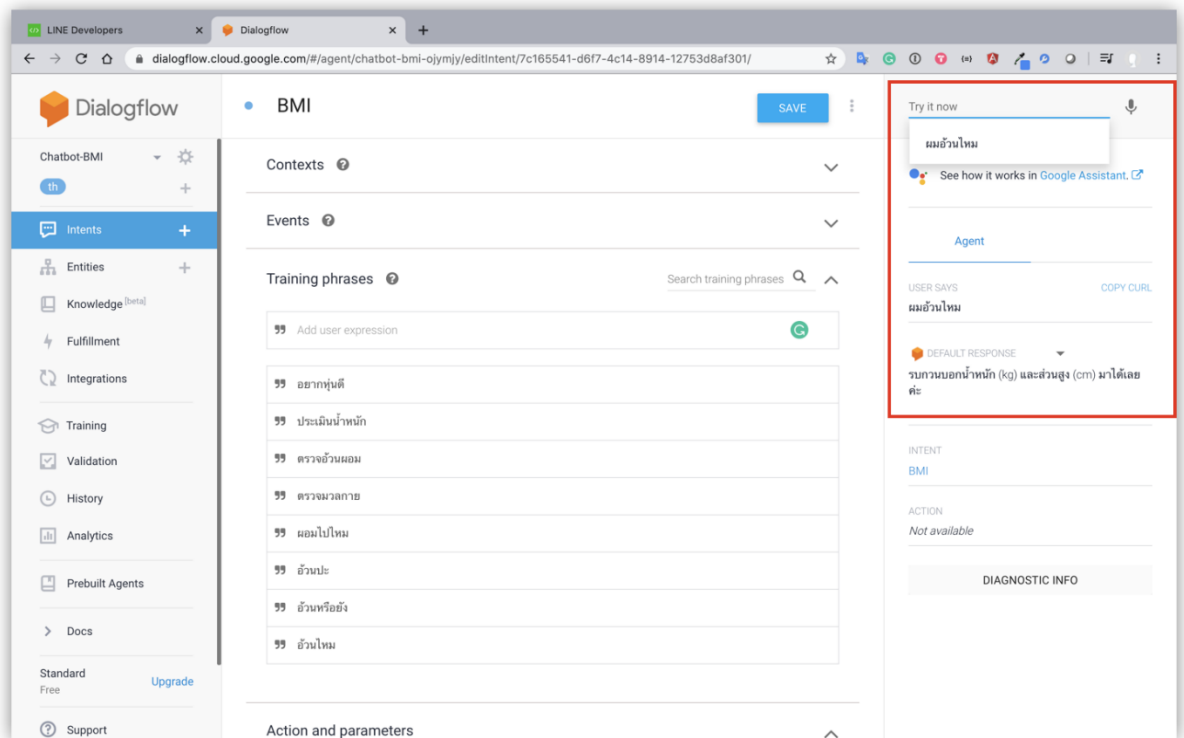 LINE Developers
Dialogflow
dialogflow.cloud.google.com/#/agent/chatbot-bmi-ojymjy/editIntent/7c165541-d6f7-4c14-8914-12753d8af301/
Dialogflow
Chatbot-BMI
th
Intents
Entities
Knowledge [beta]
Fulfillment
Integrations
Training
Validation
History
Analytics
Prebuilt Agents
Docs
Standard
Free
Upgrade
Support
BMI
SAVE
Contexts
Events
Training phrases
Search training phrases
Add user expression
อยากหุ่นดี
ประเมินน้ำหนัก
ตรวจอ้วนผอม
ตรวจมวลกาย
ผอมไปไหม
อ้วนปะ
อ้วนหรือยัง
อ้วนไหม
Action and parameters
Try it now
ผมอ้วนไหม
See how it works in Google Assistant.
Agent
USER SAYS
COPY CURL
ผมอ้วนไหม
DEFAULT RESPONSE
รบกวนบอกน้ำหนัก (kg) และส่วนสูง (cm) มาได้เลย
ค่ะ
INTENT
BMI
ACTION
Not available
DIAGNOSTIC INFO